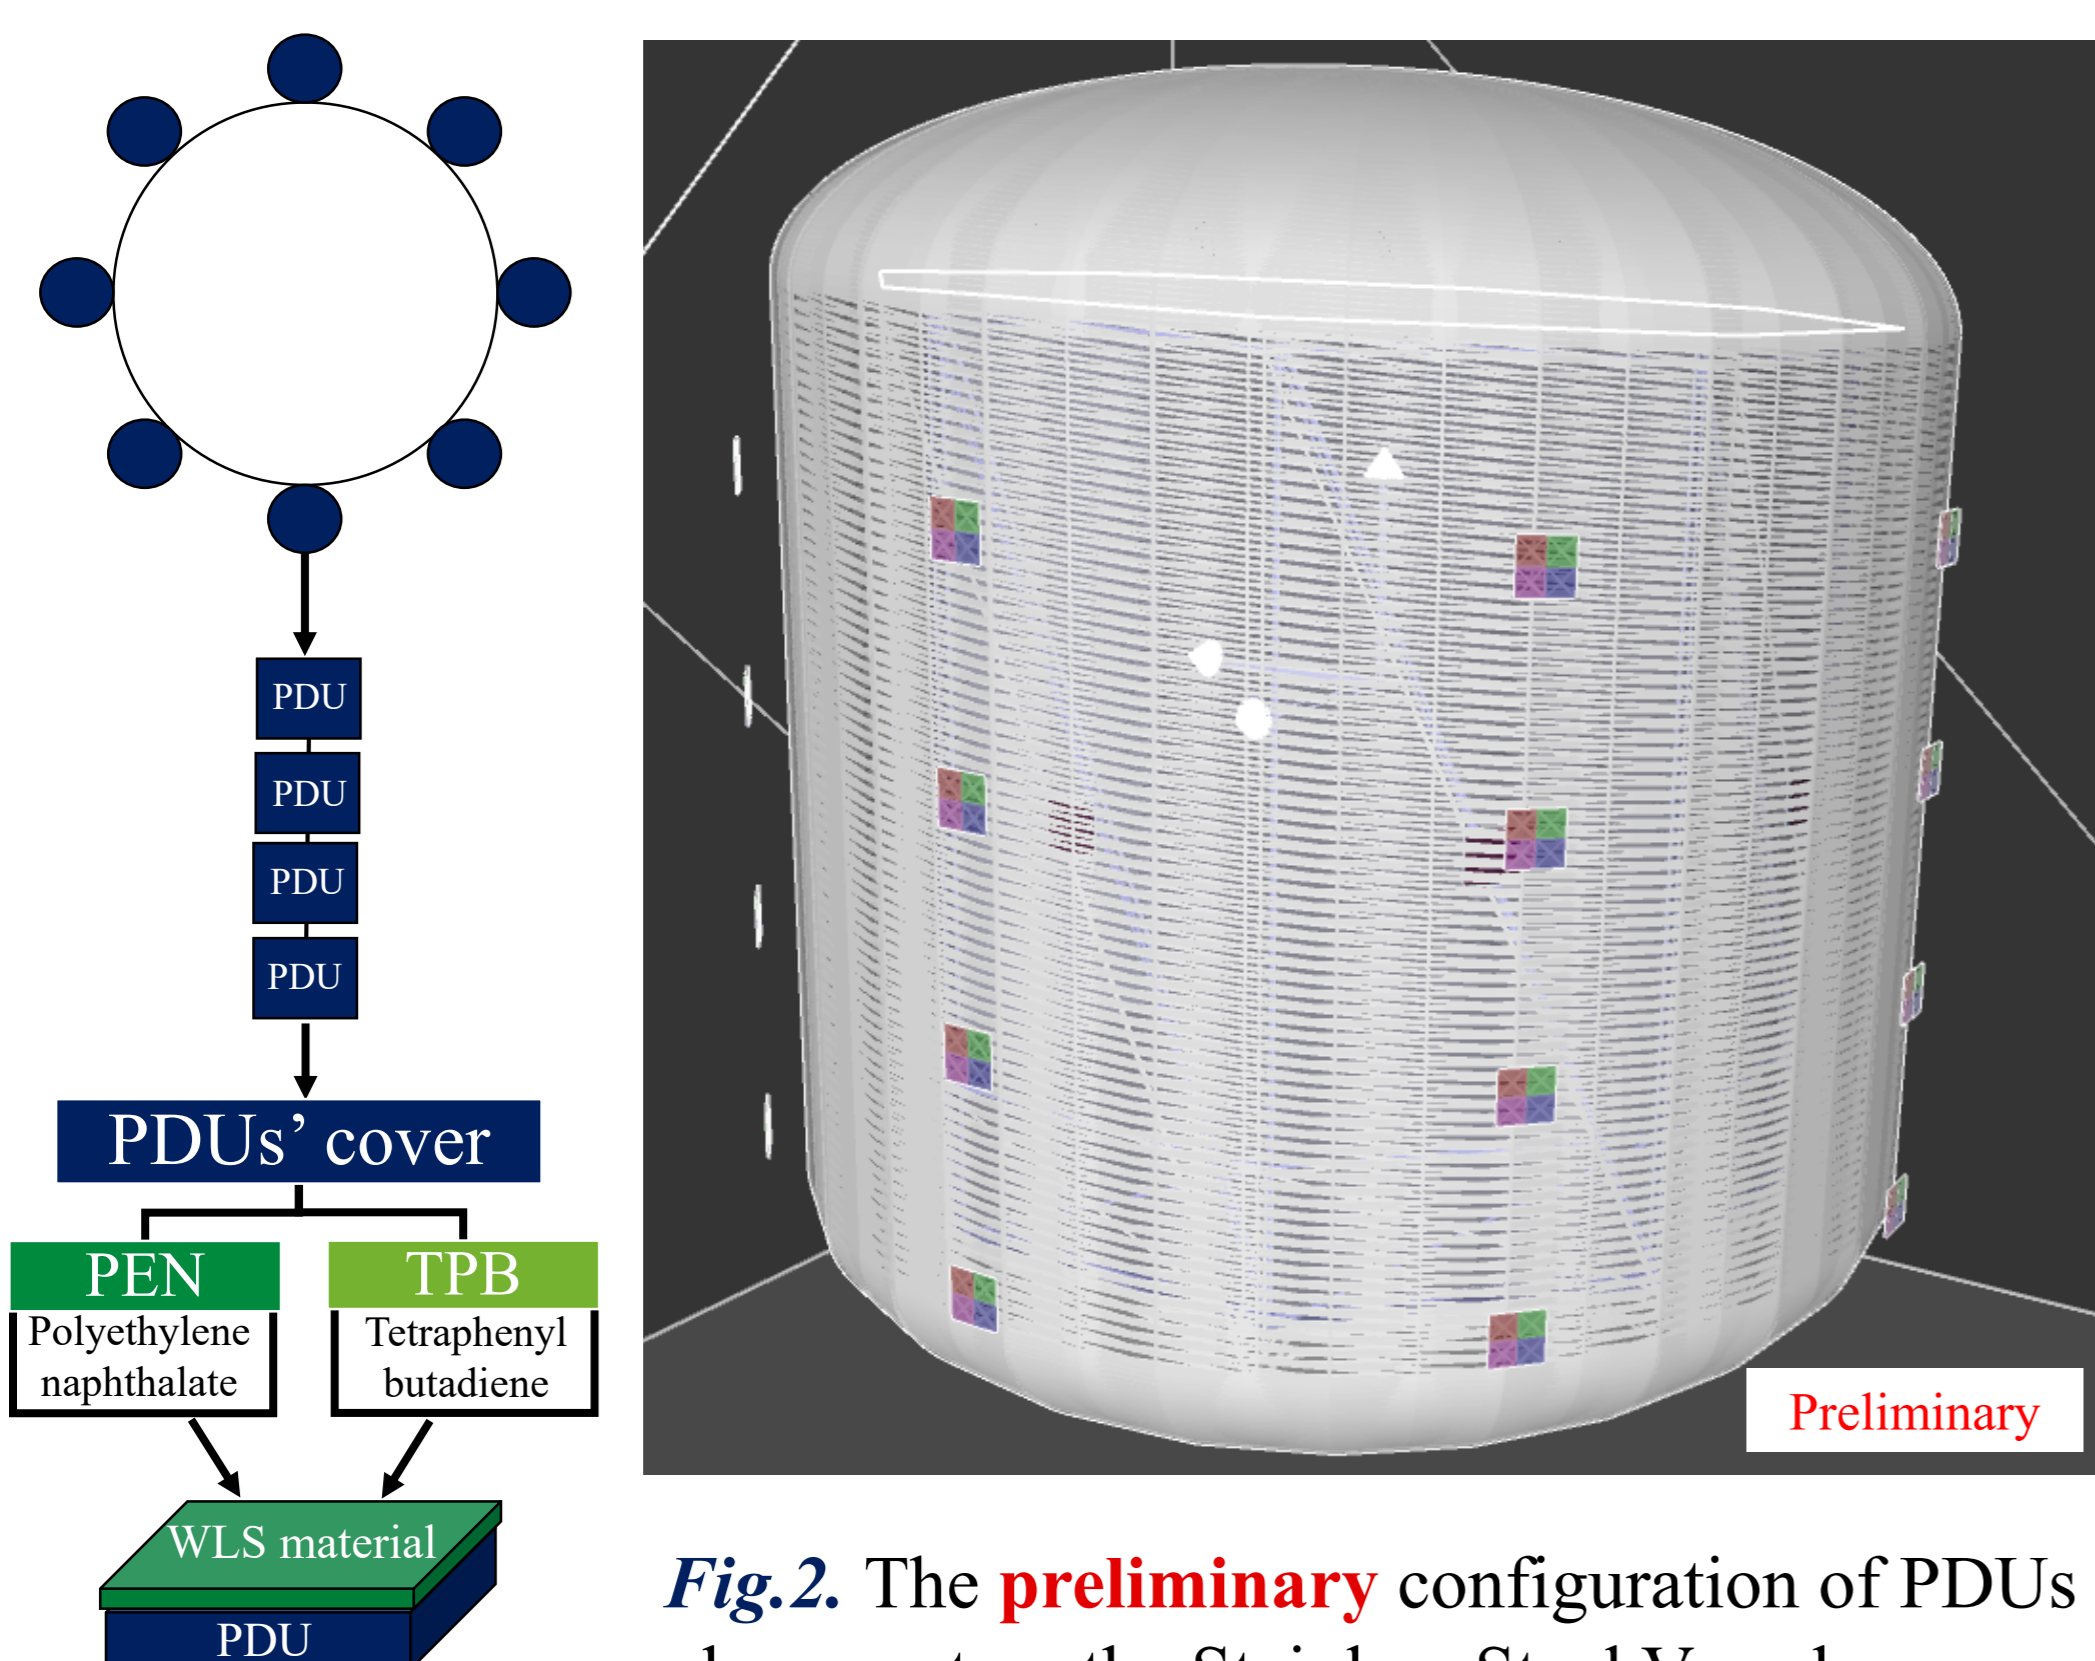 PDU
PDU
PDU
PDU
PDUs’ cover
PEN
TPB
Polyethylene
naphthalate
Tetraphenyl
butadiene
WLS material
PDU
Preliminary
Fig.2. The preliminary configuration of PDUs